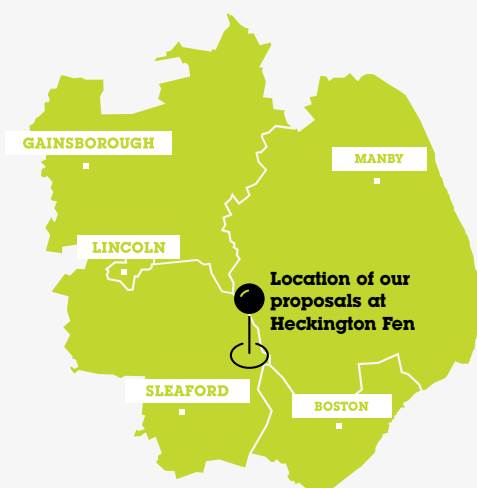 GAINSBOROUGH
MANBY
LINCOLN
Location of our
proposals at
Heckington Fen
SLEAFORD
BOSTON